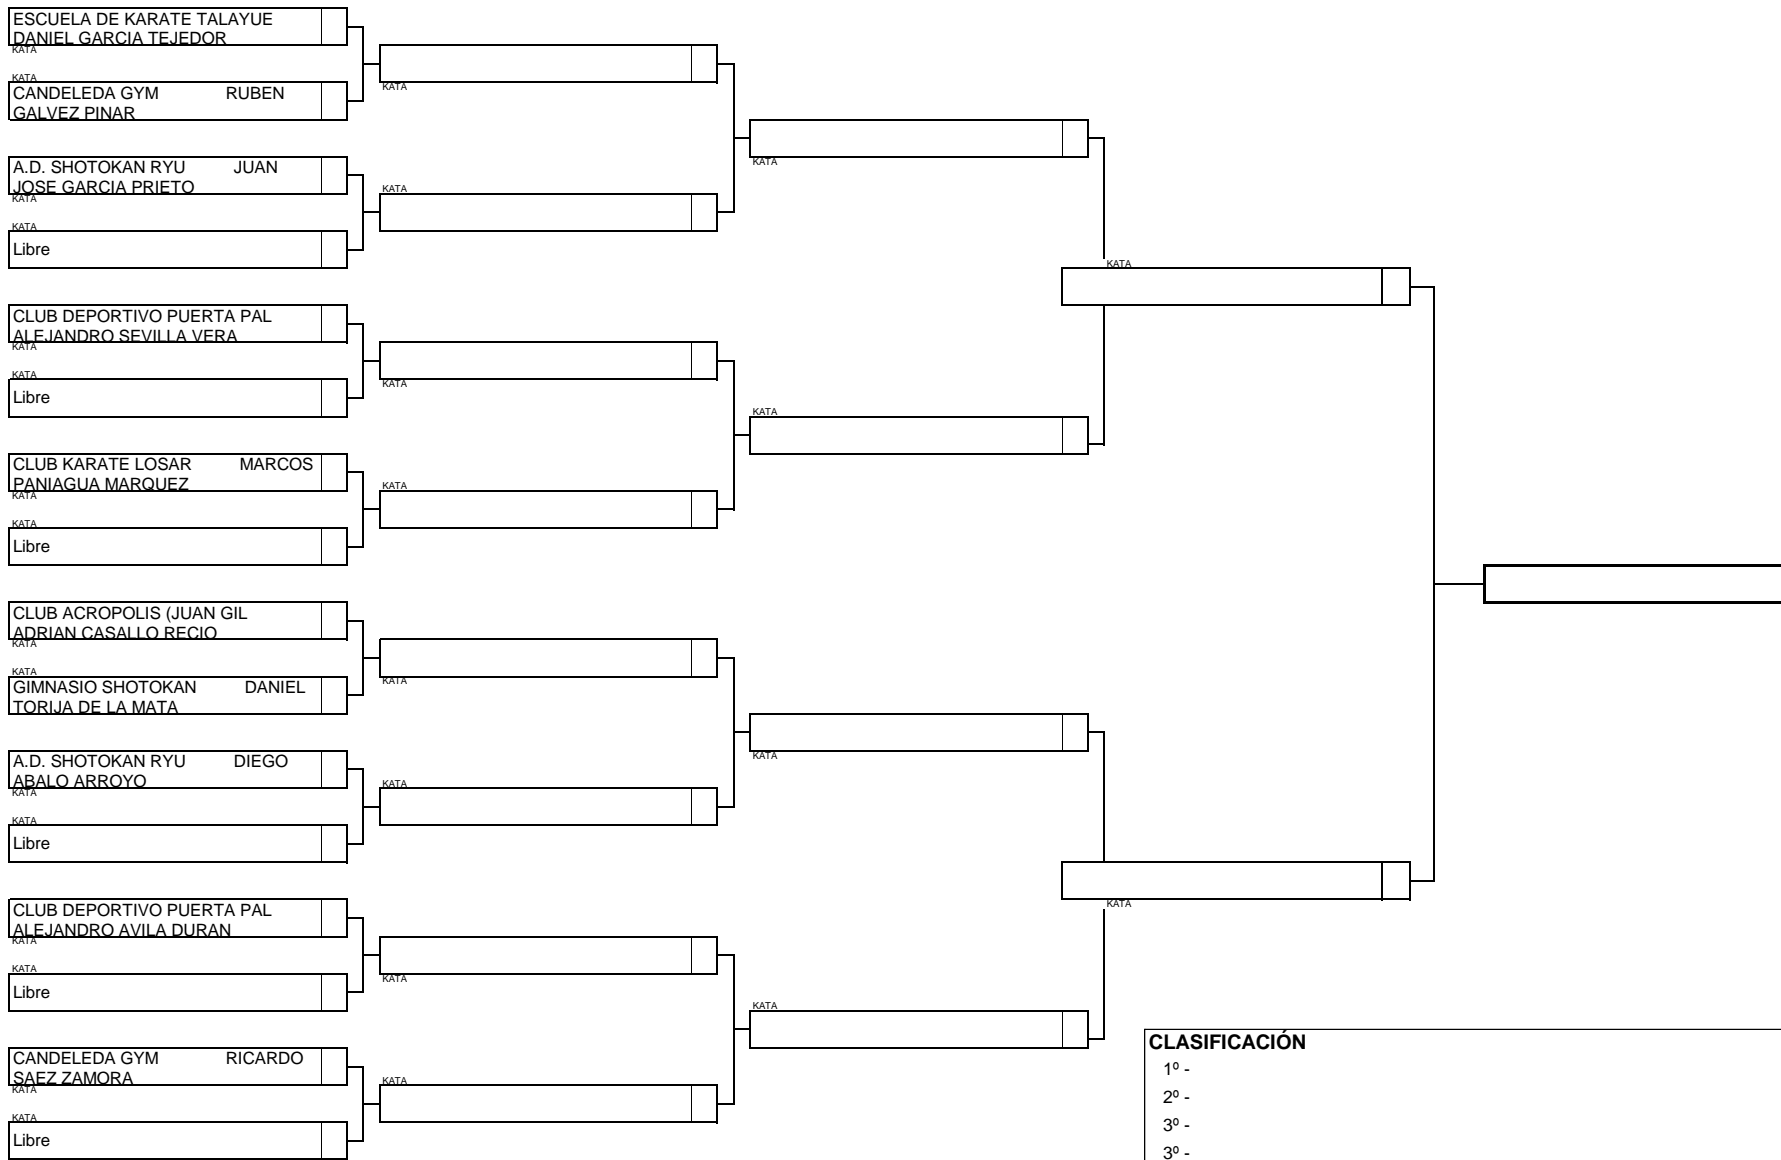 ESCUELA DE KARATE TALAYUE
DANIEL GARCIA TEJEDOR
KATA
KATA
CANDELEDA GYM RUBEN
GALVEZ PINAR
KATA
A.D. SHOTOKAN RYU JUAN
JOSE GARCIA PRIETO
KATA
KATA
Libre
KATA
KATA
CLUB DEPORTIVO PUERTA PAL
ALEJANDRO SEVILLA VERA
KATA
KATA
Libre
KATA
CLUB KARATE LOSAR MARCOS
PANIAGUA MARQUEZ
KATA
KATA
Libre
KATA
KATA
KATA
CLUB ACROPOLIS (JUAN GIL
ADRIAN CASALLO RECIO
KATA
KATA
GIMNASIO SHOTOKAN DANIEL
TORIJA DE LA MATA
KATA
A.D. SHOTOKAN RYU DIEGO
ABALO ARROYO
KATA
KATA
Libre
KATA
KATA
CLUB DEPORTIVO PUERTA PAL
ALEJANDRO AVILA DURAN
KATA
KATA
Libre
KATA
CANDELEDA GYM RICARDO
SAEZ ZAMORA
KATA
KATA
Libre
KATA
KATA
KATA
CLASIFICACIÓN
1º -
2º -
3º -
3º -